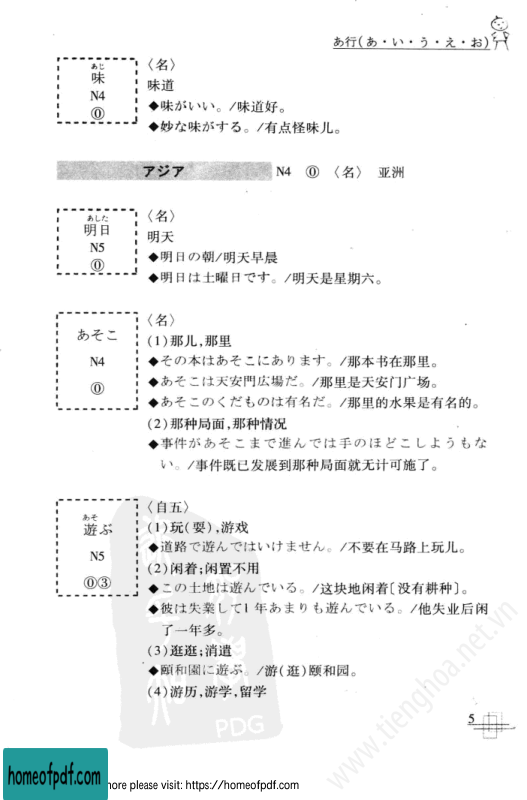 あ行(あ・い・う・え・お)
あじ
味
N4
⓪
〈名〉
味道
◆味がいい。/味道好。
◆妙な味がする。/有点怪味儿。
アジア N4 ⓪ 〈名〉 亚洲
あした
明日
N5
⓪
〈名〉
明天
◆明日の朝/明天早晨
◆明日は土曜日です。/明天是星期六。
あそこ
N4
⓪
〈名〉
(1)那儿,那里
◆その本はあそこにあります。/那本书在那里。
◆あそこは天安門広場だ。/那里是天安门广场。
◆あそこのくだものは有名だ。/那里的水果是有名的。
(2)那种局面,那种情况
◆事件があそこまで進んでは手のほどこしようもな
い。/事件既已发展到那种局面就无计可施了。
あそ
遊ぶ
N5
⓪③
〈自五〉
(1)玩(耍),游戏
◆道路で遊んではいけません。/不要在马路上玩儿。
(2)闲着;闲置不用
◆この土地は遊んでいる。/这块地闲着〔没有耕种〕。
◆彼は失業して1年あまりも遊んでいる。/他失业后闲
了一年多。
(3)逛逛;消遣
◆頤和園に遊ぶ。/游(逛)颐和园。
(4)游历,游学,留学
5
PDG
www.tienghoa.net.vn
homeofpdf.com
more please visit: https://homeofpdf.com